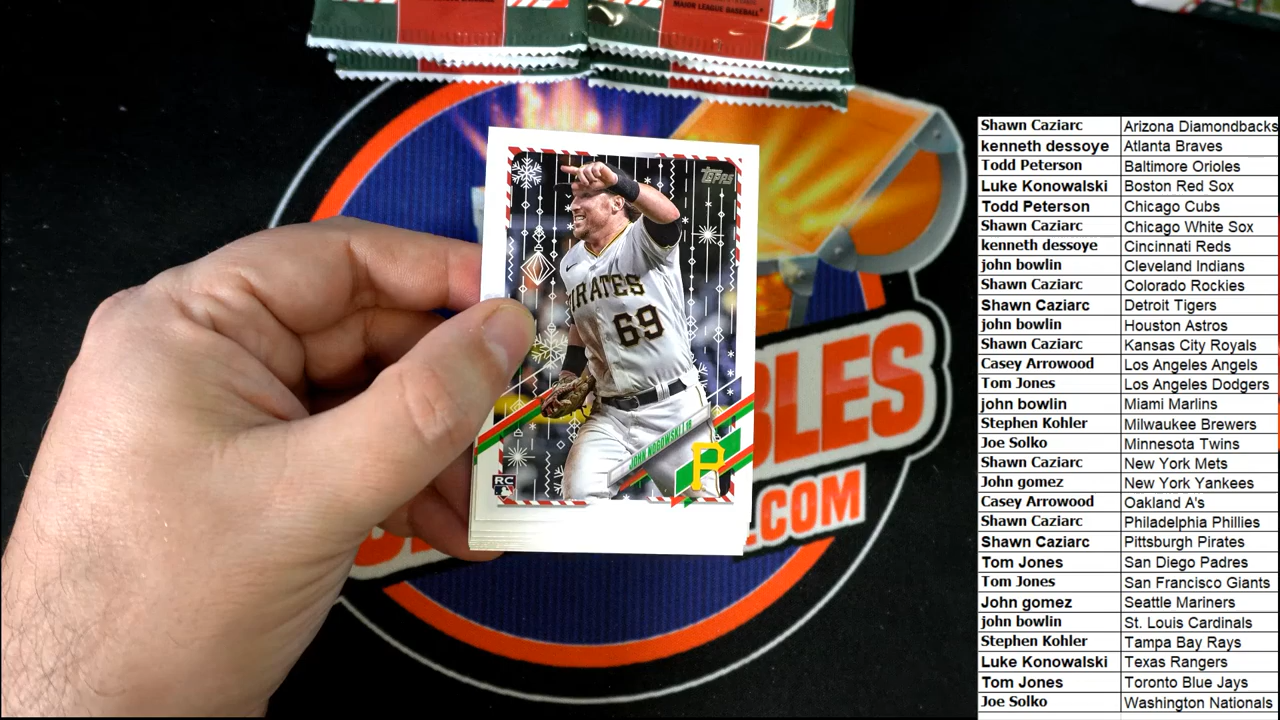 MAJOR LEAGUE BASEBALL
TOPPS
PIRATES
69
JOHN NOGOWSKI 1B
P
RC
BLES
.COM
Shawn Caziarc Arizona Diamondbacks
kenneth dessoye Atlanta Braves
Todd Peterson Baltimore Orioles
Luke Konowalski Boston Red Sox
Todd Peterson Chicago Cubs
Shawn Caziarc Chicago White Sox
kenneth dessoye Cincinnati Reds
john bowlin Cleveland Indians
Shawn Caziarc Colorado Rockies
Shawn Caziarc Detroit Tigers
john bowlin Houston Astros
Shawn Caziarc Kansas City Royals
Casey Arrowood Los Angeles Angels
Tom Jones Los Angeles Dodgers
john bowlin Miami Marlins
Stephen Kohler Milwaukee Brewers
Joe Solko Minnesota Twins
Shawn Caziarc New York Mets
John gomez New York Yankees
Casey Arrowood Oakland A's
Shawn Caziarc Philadelphia Phillies
Shawn Caziarc Pittsburgh Pirates
Tom Jones San Diego Padres
Tom Jones San Francisco Giants
John gomez Seattle Mariners
john bowlin St. Louis Cardinals
Stephen Kohler Tampa Bay Rays
Luke Konowalski Texas Rangers
Tom Jones Toronto Blue Jays
Joe Solko Washington Nationals